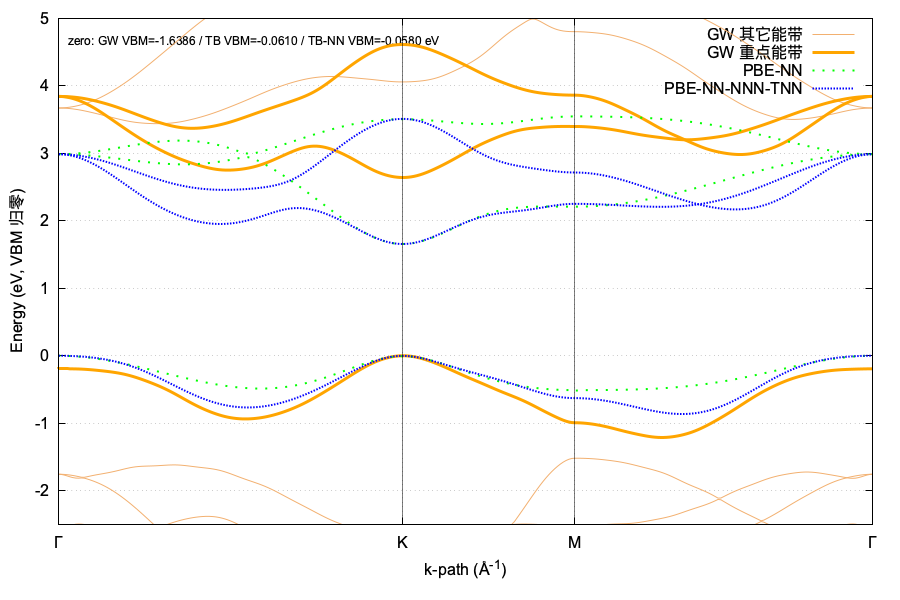 5
4
3
2
1
0
-1
-2
Energy (eV, VBM 归零)
zero: GW VBM=-1.6386 / TB VBM=-0.0610 / TB-NN VBM=-0.0580 eV
GW 其它能带
GW 重点能带
PBE-NN
PBE-NN-NNN-TNN
Γ K M Γ
k-path (Å⁻¹)